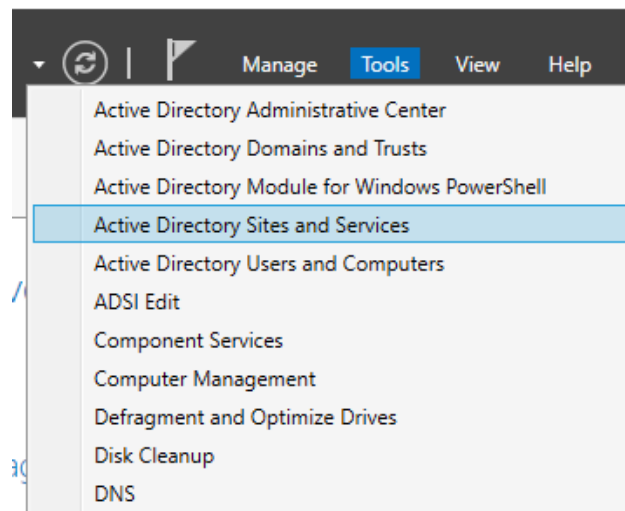 Manage Tools View Help
Active Directory Administrative Center
Active Directory Domains and Trusts
Active Directory Module for Windows PowerShell
Active Directory Sites and Services
Active Directory Users and Computers
ADSI Edit
Component Services
Computer Management
Defragment and Optimize Drives
Disk Cleanup
DNS